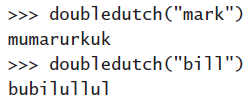 >>> doubledutch("mark")
mumarurkuk
>>> doubledutch("bill")
bubilullul